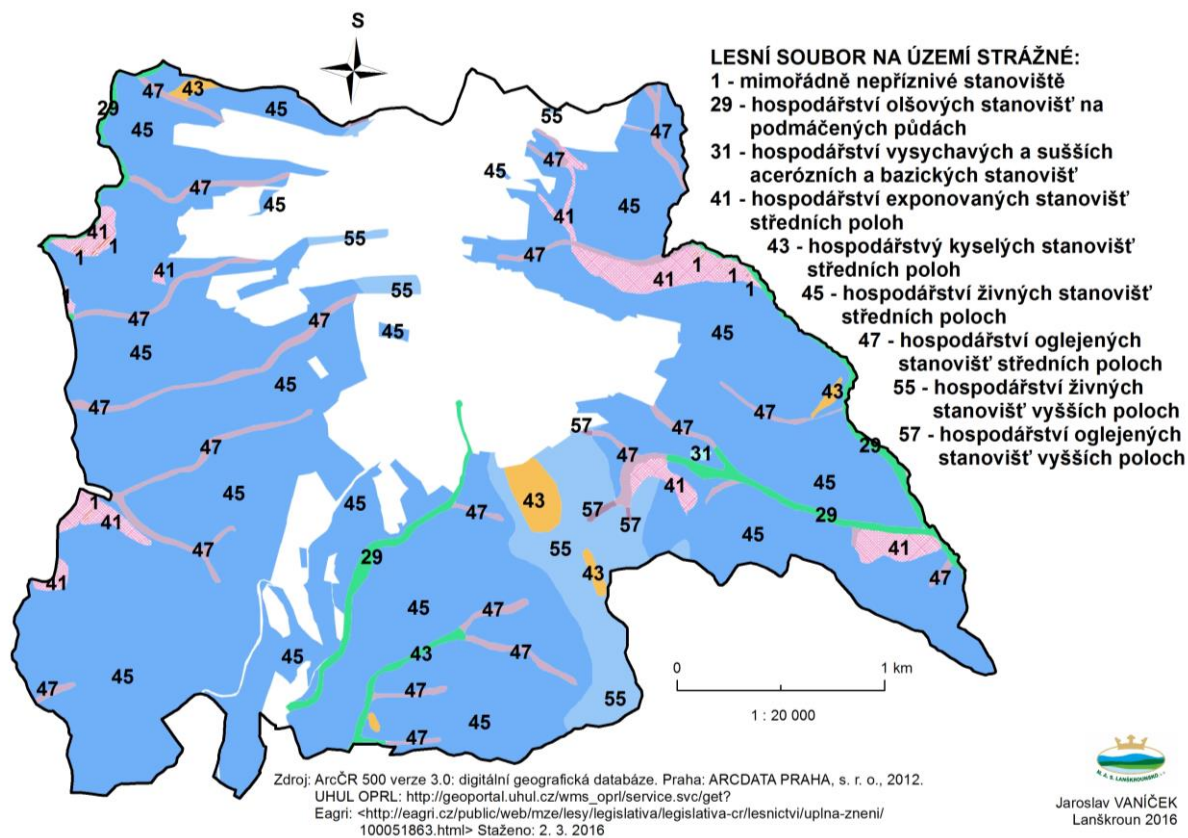 S
LESNÍ SOUBOR NA ÚZEMÍ STRÁŽNÉ:
1 - mimořádně nepříznivé stanoviště
29 - hospodářství olšových stanovišť na
podmáčených půdách
31 - hospodářství vysychavých a sušších
acerózních a bazických stanovišť
41 - hospodářství exponovaných stanovišť
středních poloh
43 - hospodářstvý kyselých stanovišť
středních poloh
45 - hospodářství živných stanovišť
středních poloch
47 - hospodářství oglejených
stanovišť středních poloch
55 - hospodářství živných
stanovišť vyšších poloch
57 - hospodářství oglejených
stanovišť vyšších poloch
47 43
29 45
45
55
47
47
45
47
45
45
41
41
1 1
55
47
41
1
1
1
41
55
1
47
47
45
45
45
45
43
47
47
57
47
47
29
47
31
45
43
41
45
45
1
41
47
57
57
29
47
29
55
45
41
41
43
47
45
47
45
43
47
45
45
47
47
55
45
47
0 1 km
1 : 20 000
Zdroj: ArcČR 500 verze 3.0: digitální geografická databáze. Praha: ARCDATA PRAHA, s. r. o., 2012.
UHUL OPRL: http://geoportal.uhul.cz/wms_oprl/service.svc/get?
Eagri: <http://eagri.cz/public/web/mze/lesy/legislativa/legislativa-cr/lesnictvi/uplna-zneni/
100051863.html> Staženo: 2. 3. 2016
M. A. S. LANŠKROUNSKO
Jaroslav VANÍČEK
Lanškroun 2016